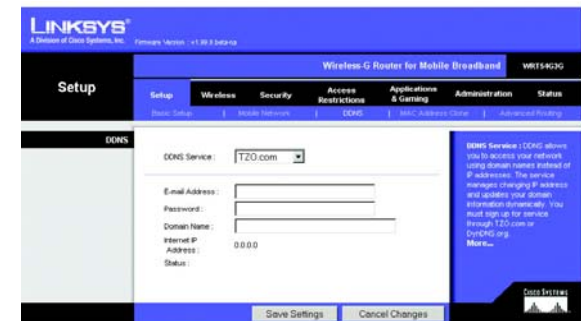 LINKSYS®
A Division of Cisco Systems, Inc.
Firmware Version : v1.99.3 beta-ca
Wireless-G Router for Mobile Broadband
WRT54G3G
Setup
Setup
Wireless
Security
Access Restrictions
Applications & Gaming
Administration
Status
Basic Setup | Mobile Network | DDNS | MAC Address Clone | Advanced Routing
DDNS
DDNS Service : TZO.com
E-mail Address :
Password :
Domain Name :
Internet IP
Address : 0.0.0.0
Status :
DDNS Service : DDNS allows
you to access your network
using domain names instead of
IP addresses. The service
manages changing IP address
and updates your domain
information dynamically. You
must sign up for service
through TZO.com or
DynDNS.org.
More...
Save Settings
Cancel Changes
CISCO SYSTEMS